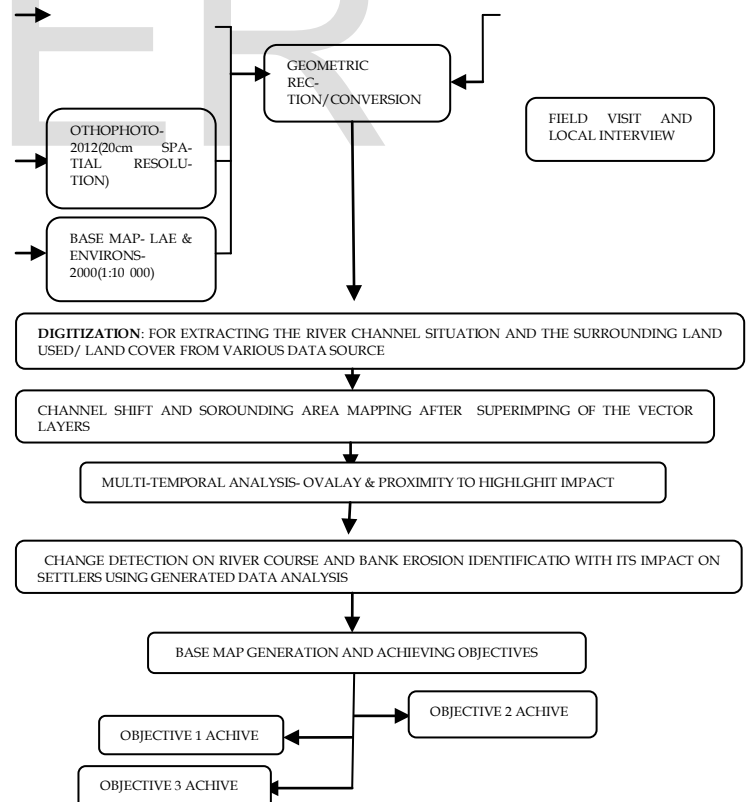 ER
GEOMETRIC
REC-
TION/CONVERSION
FIELD VISIT AND
LOCAL INTERVIEW
OTHOPHOTO-
2012(20cm SPA-
TIAL RESOLU-
TION)
BASE MAP- LAE &
ENVIRONS-
2000(1:10 000)
DIGITIZATION: FOR EXTRACTING THE RIVER CHANNEL SITUATION AND THE SURROUNDING LAND
USED/ LAND COVER FROM VARIOUS DATA SOURCE
CHANNEL SHIFT AND SOROUNDING AREA MAPPING AFTER SUPERIMPING OF THE VECTOR
LAYERS
MULTI-TEMPORAL ANALYSIS- OVALAY & PROXIMITY TO HIGHLGHIT IMPACT
CHANGE DETECTION ON RIVER COURSE AND BANK EROSION IDENTIFICATIO WITH ITS IMPACT ON
SETTLERS USING GENERATED DATA ANALYSIS
BASE MAP GENERATION AND ACHIEVING OBJECTIVES
OBJECTIVE 2 ACHIVE
OBJECTIVE 1 ACHIVE
OBJECTIVE 3 ACHIVE